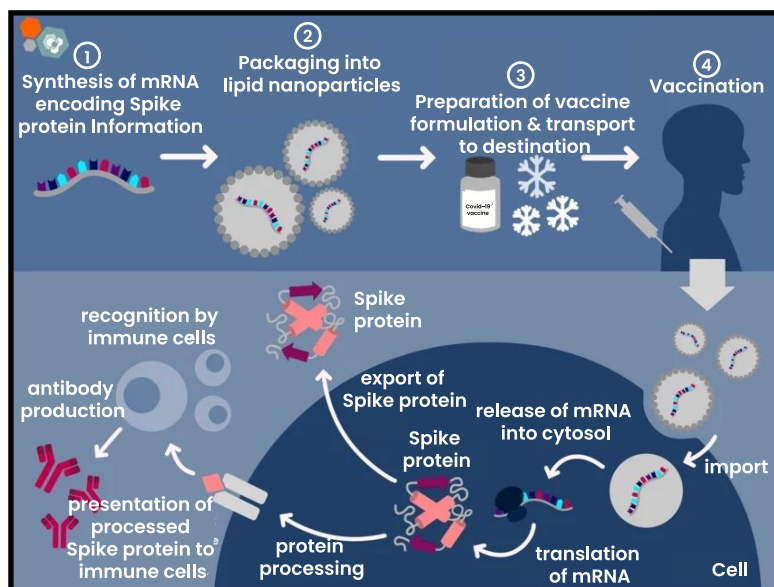 1
Synthesis of mRNA
encoding Spike
protein Information
2
Packaging into
lipid nanoparticles
3
Preparation of vaccine
formulation & transport
to destination
4
Vaccination
Covid-19
vaccine
recognition by
immune cells
antibody
production
Spike
protein
export of
Spike protein
Spike
protein
release of mRNA
into cytosol
import
presentation of
processed
Spike protein to
immune cells
protein
processing
translation
of mRNA
Cell